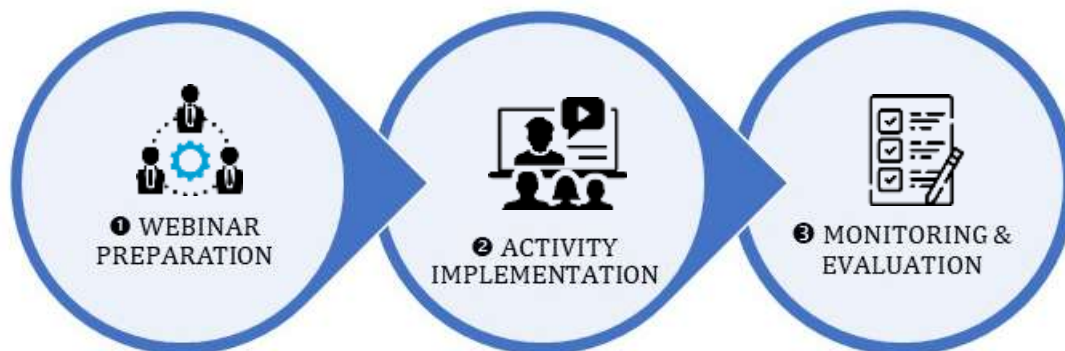 ❶ WEBINAR
PREPARATION
❷ ACTIVITY
IMPLEMENTATION
❸ MONITORING &
EVALUATION